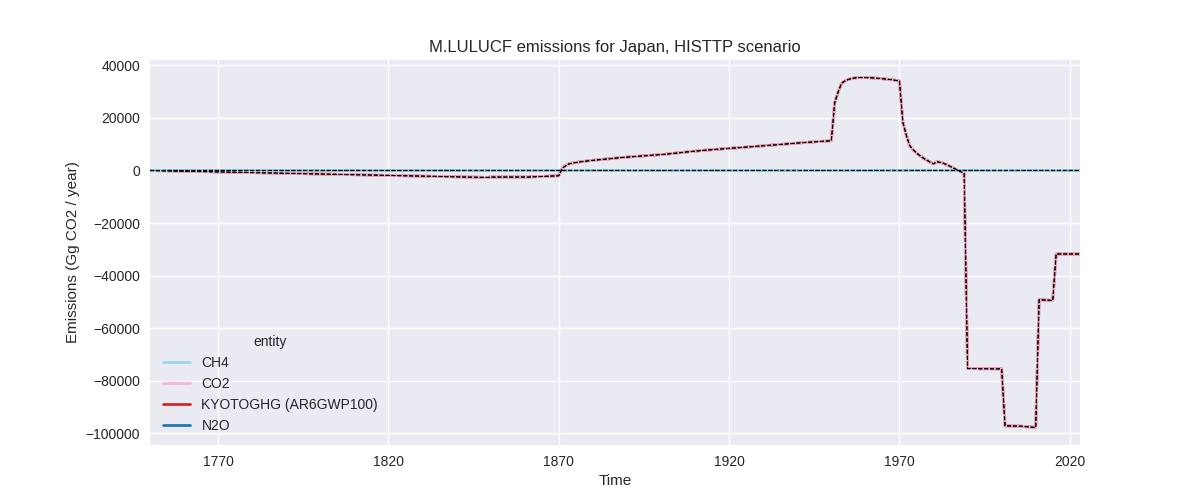 M.LULUCF emissions for Japan, HISTTP scenario
40000
20000
0
−20000
−40000
−60000
−80000
−100000
Emissions (Gg CO2 / year)
entity
CH4
CO2
KYOTOGHG (AR6GWP100)
N2O
1770
1820
1870
1920
1970
2020
Time